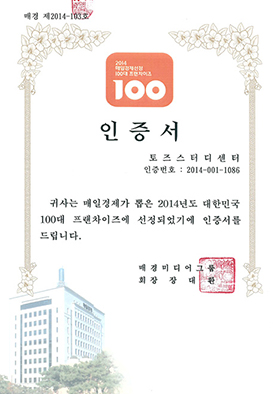 매경 제2014-103호
2014
매일경제선정
100대 프랜차이즈
100
인증서
토즈스터디센터
인증번호 : 2014-001-1086
귀사는 매일경제가 뽑은 2014년도 대한민국
100대 프랜차이즈에 선정되었기에 인증서를
드립니다.
매경미디어그룹
회장 장대환